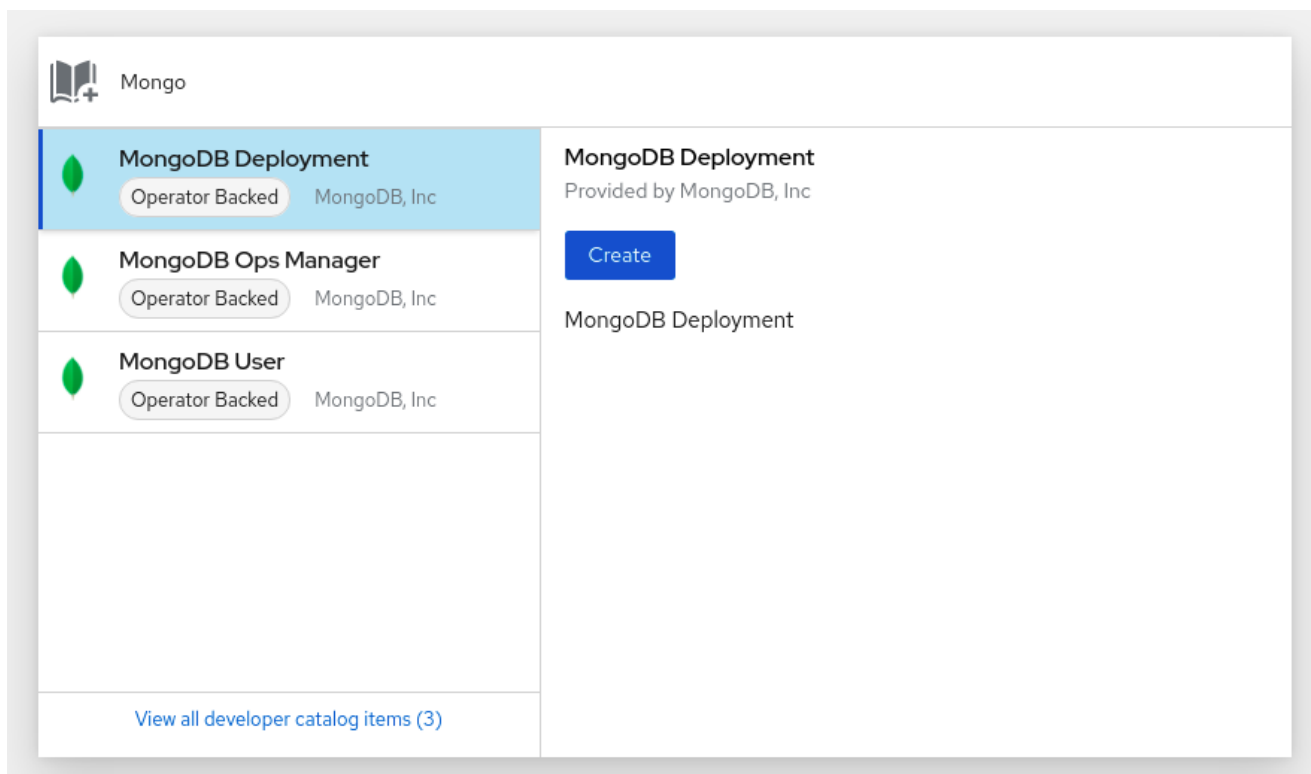 Mongo
MongoDB Deployment
Operator Backed MongoDB, Inc
MongoDB Ops Manager
Operator Backed MongoDB, Inc
MongoDB User
Operator Backed MongoDB, Inc
View all developer catalog items (3)
MongoDB Deployment
Provided by MongoDB, Inc
Create
MongoDB Deployment